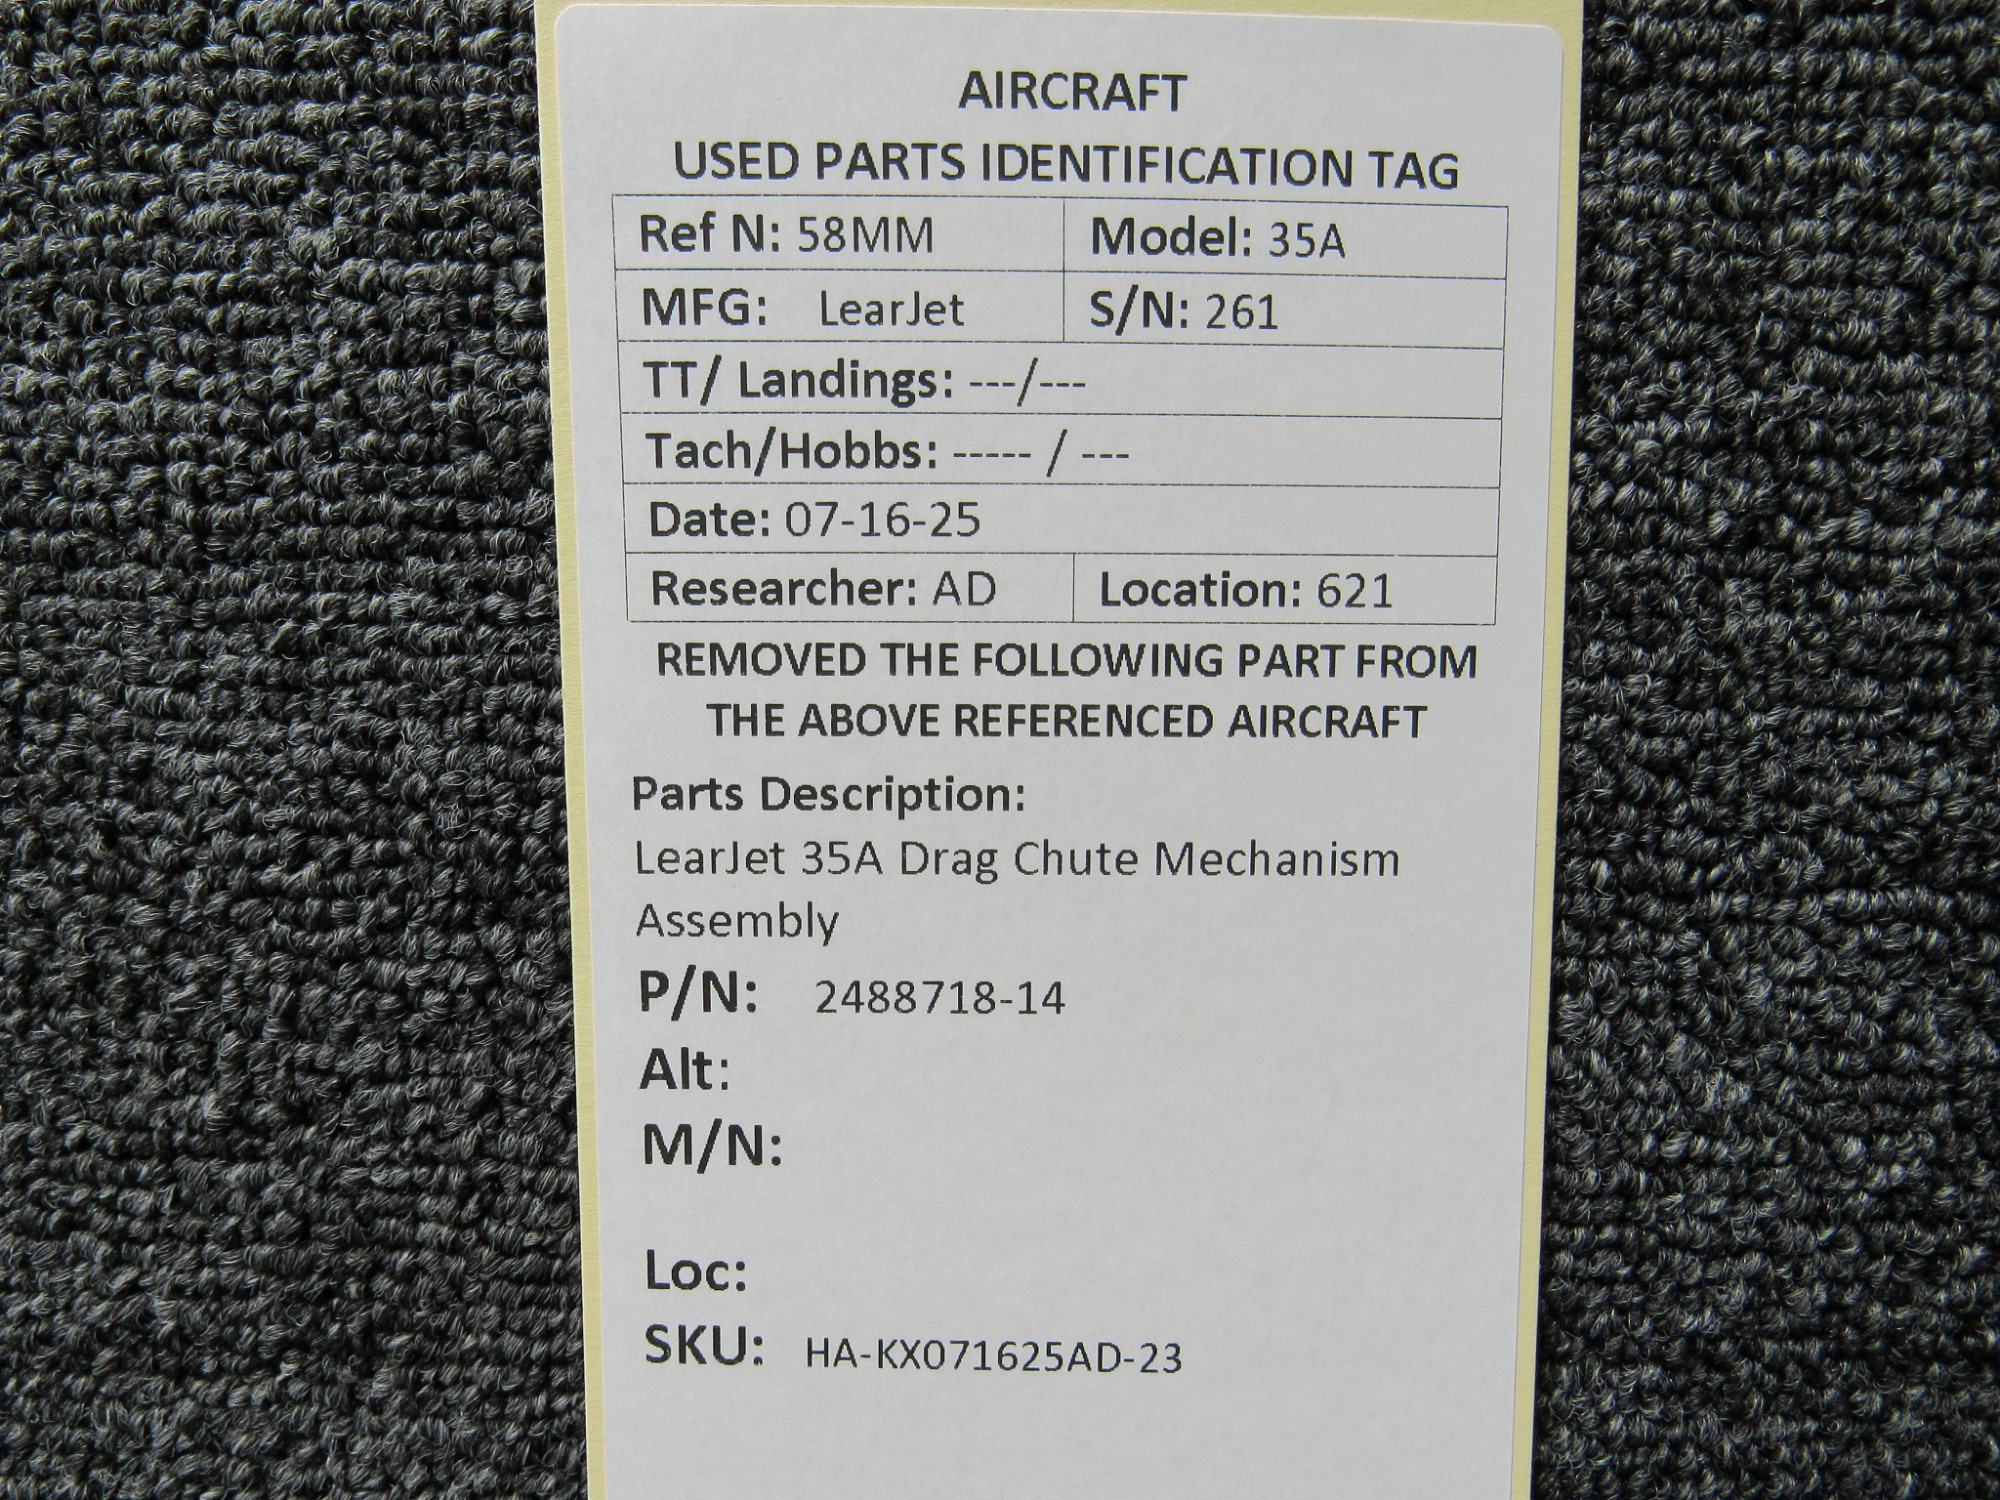 AIRCRAFT
USED PARTS IDENTIFICATION TAG
Ref N: 58MM Model: 35A
MFG: LearJet S/N: 261
TT/ Landings: ---/---
Tach/Hobbs: ----- / ---
Date: 07-16-25
Researcher: AD Location: 621
REMOVED THE FOLLOWING PART FROM
THE ABOVE REFERENCED AIRCRAFT
Parts Description:
LearJet 35A Drag Chute Mechanism
Assembly
P/N: 2488718-14
Alt:
M/N:
Loc:
SKU: HA-KX071625AD-23